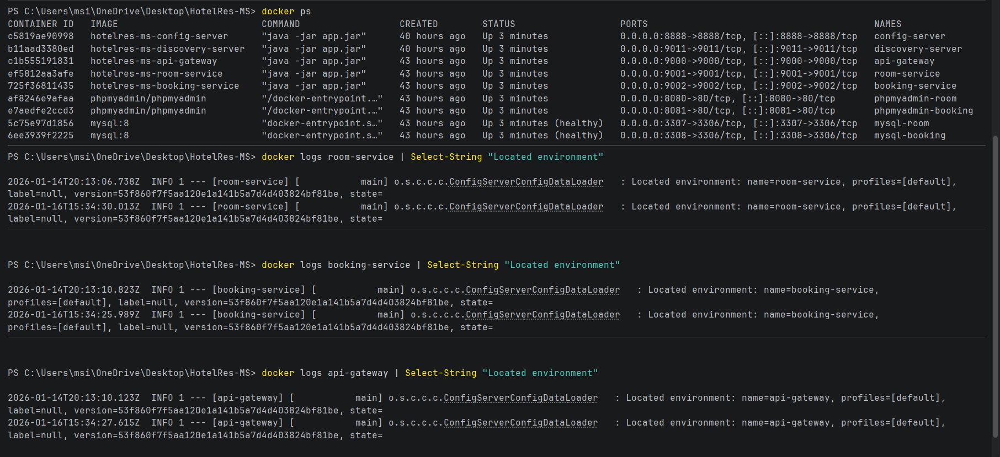 PS C:\Users\msi\OneDrive\Desktop\HotelRes-MS> docker ps
CONTAINER ID   IMAGE                          COMMAND                  CREATED        STATUS                   PORTS                                         NAMES
c5819ae90998   hotelres-ms-config-server      "java -jar app.jar"      40 hours ago   Up 3 minutes             0.0.0.0:8888->8888/tcp, [::]:8888->8888/tcp   config-server
b11aad3380ed   hotelres-ms-discovery-server   "java -jar app.jar"      40 hours ago   Up 3 minutes             0.0.0.0:9011->9011/tcp, [::]:9011->9011/tcp   discovery-server
c1b555191831   hotelres-ms-api-gateway        "java -jar app.jar"      43 hours ago   Up 3 minutes             0.0.0.0:9000->9000/tcp, [::]:9000->9000/tcp   api-gateway
ef5812aa3afe   hotelres-ms-room-service       "java -jar app.jar"      43 hours ago   Up 3 minutes             0.0.0.0:9001->9001/tcp, [::]:9001->9001/tcp   room-service
725f36811435   hotelres-ms-booking-service    "java -jar app.jar"      43 hours ago   Up 3 minutes             0.0.0.0:9002->9002/tcp, [::]:9002->9002/tcp   booking-service
af8246e9afaa   phpmyadmin/phpmyadmin          "/docker-entrypoint.…"   43 hours ago   Up 3 minutes             0.0.0.0:8080->80/tcp, [::]:8080->80/tcp       phpmyadmin-room
e7aedfe2ccd3   phpmyadmin/phpmyadmin          "/docker-entrypoint.…"   43 hours ago   Up 3 minutes             0.0.0.0:8081->80/tcp, [::]:8081->80/tcp       phpmyadmin-booking
5c75e97d1856   mysql:8                        "docker-entrypoint.s…"   43 hours ago   Up 3 minutes (healthy)   0.0.0.0:3307->3306/tcp, [::]:3307->3306/tcp   mysql-room
6ee3939f2225   mysql:8                        "docker-entrypoint.s…"   43 hours ago   Up 3 minutes (healthy)   0.0.0.0:3308->3306/tcp, [::]:3308->3306/tcp   mysql-booking
PS C:\Users\msi\OneDrive\Desktop\HotelRes-MS> docker logs room-service | Select-String "Located environment"
2026-01-14T20:13:06.738Z  INFO 1 --- [room-service] [           main] o.s.c.c.c.ConfigServerConfigDataLoader   : Located environment: name=room-service, profiles=[default],
label=null, version=53f860f7f5aa120e1a141b5a7d4d403824bf81be, state=
2026-01-16T15:34:30.013Z  INFO 1 --- [room-service] [           main] o.s.c.c.c.ConfigServerConfigDataLoader   : Located environment: name=room-service, profiles=[default],
label=null, version=53f860f7f5aa120e1a141b5a7d4d403824bf81be, state=
PS C:\Users\msi\OneDrive\Desktop\HotelRes-MS> docker logs booking-service | Select-String "Located environment"
2026-01-14T20:13:10.823Z  INFO 1 --- [booking-service] [           main] o.s.c.c.c.ConfigServerConfigDataLoader   : Located environment: name=booking-service,
profiles=[default], label=null, version=53f860f7f5aa120e1a141b5a7d4d403824bf81be, state=
2026-01-16T15:34:25.989Z  INFO 1 --- [booking-service] [           main] o.s.c.c.c.ConfigServerConfigDataLoader   : Located environment: name=booking-service,
profiles=[default], label=null, version=53f860f7f5aa120e1a141b5a7d4d403824bf81be, state=
PS C:\Users\msi\OneDrive\Desktop\HotelRes-MS> docker logs api-gateway | Select-String "Located environment"
2026-01-14T20:13:10.123Z  INFO 1 --- [api-gateway] [           main] o.s.c.c.c.ConfigServerConfigDataLoader   : Located environment: name=api-gateway, profiles=[default],
label=null, version=53f860f7f5aa120e1a141b5a7d4d403824bf81be, state=
2026-01-16T15:34:27.615Z  INFO 1 --- [api-gateway] [           main] o.s.c.c.c.ConfigServerConfigDataLoader   : Located environment: name=api-gateway, profiles=[default],
label=null, version=53f860f7f5aa120e1a141b5a7d4d403824bf81be, state=